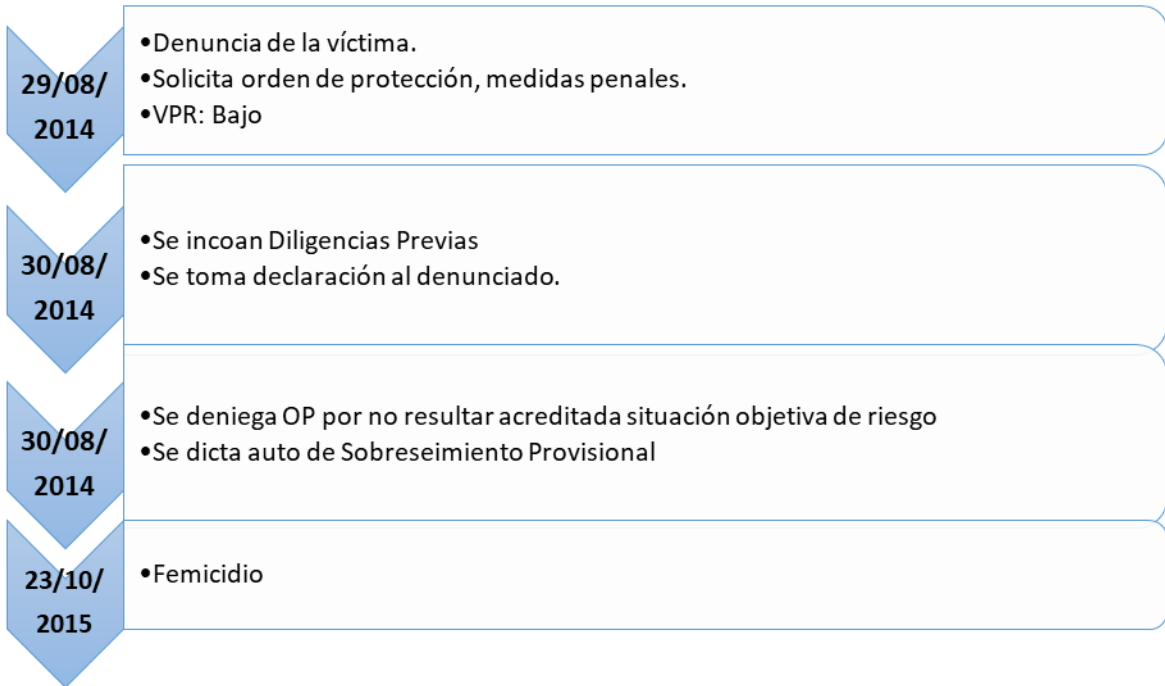 29/08/
2014
•Denuncia de la víctima.
•Solicita orden de protección, medidas penales.
•VPR: Bajo
30/08/
2014
•Se incoan Diligencias Previas
•Se toma declaración al denunciado.
30/08/
2014
•Se deniega OP por no resultar acreditada situación objetiva de riesgo
•Se dicta auto de Sobreseimiento Provisional
23/10/
2015
•Femicidio